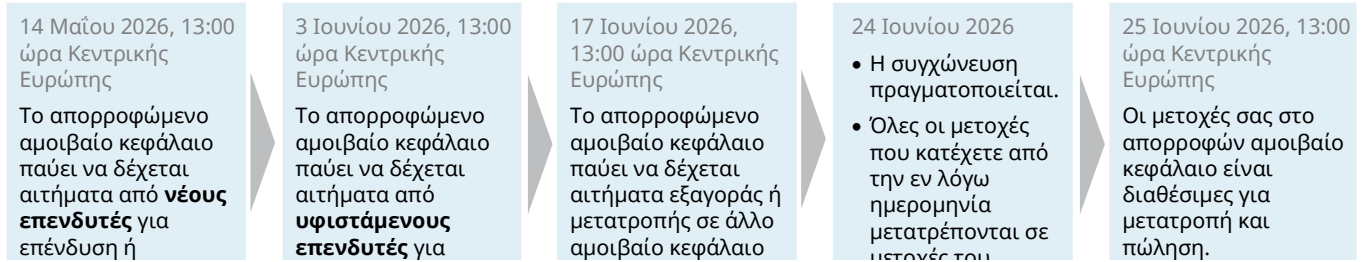 14 Μαΐου 2026, 13:00
ώρα Κεντρικής
Ευρώπης
Το απορροφώμενο
αμοιβαίο κεφάλαιο
παύει να δέχεται
αιτήματα από νέους
επενδυτές για
επένδυση ή
3 Ιουνίου 2026, 13:00
ώρα Κεντρικής
Ευρώπης
Το απορροφώμενο
αμοιβαίο κεφάλαιο
παύει να δέχεται
αιτήματα από
υφιστάμενους
επενδυτές για
17 Ιουνίου 2026,
13:00 ώρα Κεντρικής
Ευρώπης
Το απορροφώμενο
αμοιβαίο κεφάλαιο
παύει να δέχεται
αιτήματα εξαγοράς ή
μετατροπής σε άλλο
αμοιβαίο κεφάλαιο
24 Ιουνίου 2026
• Η συγχώνευση
πραγματοποιείται.
• Όλες οι μετοχές
που κατέχετε από
την εν λόγω
ημερομηνία
μετατρέπονται σε
μετοχές του
25 Ιουνίου 2026, 13:00
ώρα Κεντρικής
Ευρώπης
Οι μετοχές σας στο
απορροφών αμοιβαίο
κεφάλαιο είναι
διαθέσιμες για
μετατροπή και
πώληση.